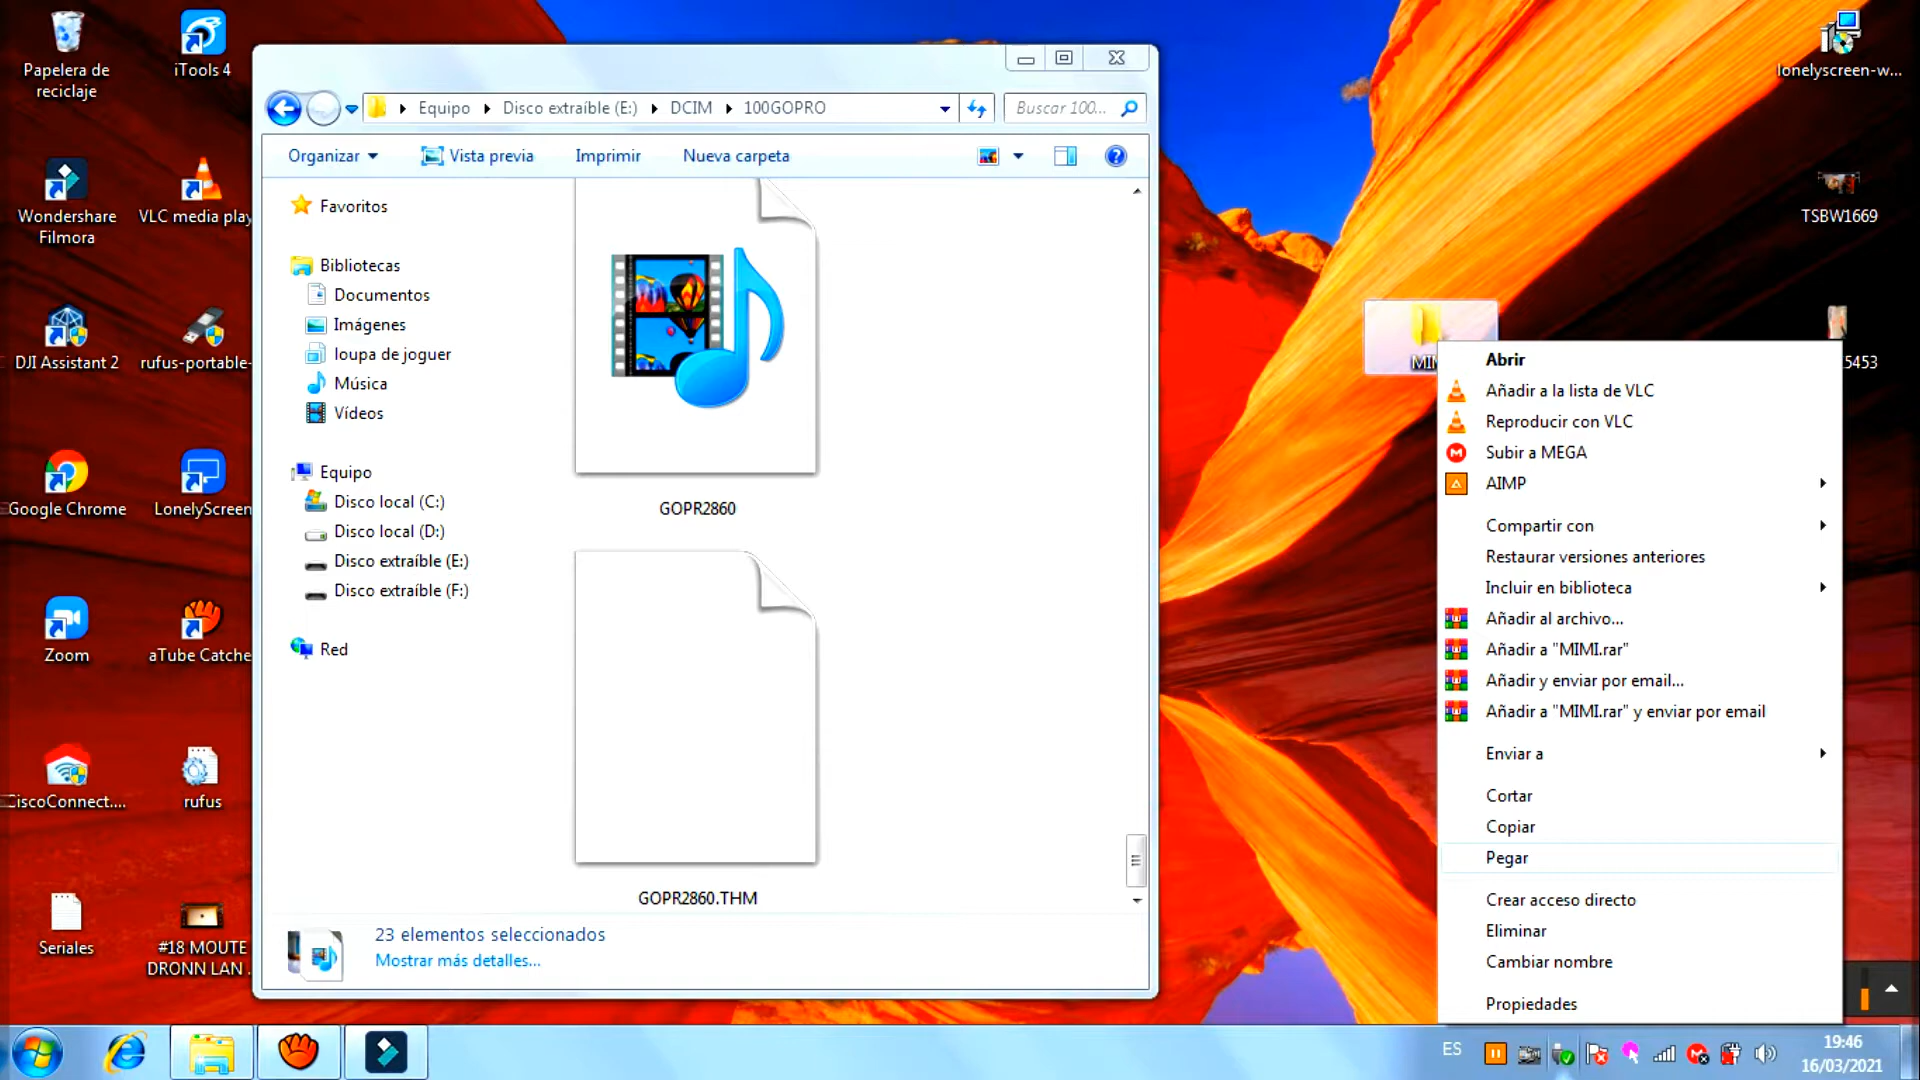 Papelera de
reciclaje
iTools 4
Wondershare
Filmora
VLC media play
DJI Assistant 2
rufus-portable-
Google Chrome
LonelyScreen
Zoom
aTube Catche
CiscoConnect....
rufus
Seriales
#18 MOUTE
DRONN LAN ...
Equipo
Disco extraíble (E:)
DCIM
100GOPRO
Buscar 100...
Organizar
Vista previa
Imprimir
Nueva carpeta
Favoritos
Bibliotecas
Documentos
Imágenes
loupa de joguer
Música
Vídeos
Equipo
Disco local (C:)
Disco local (D:)
Disco extraíble (E:)
Disco extraíble (F:)
Red
GOPR2860
GOPR2860.THM
23 elementos seleccionados
Mostrar más detalles...
lonelyscreen-w...
TSBW1669
5453
MIM
Abrir
Añadir a la lista de VLC
Reproducir con VLC
Subir a MEGA
AIMP
Compartir con
Restaurar versiones anteriores
Incluir en biblioteca
Añadir al archivo...
Añadir a "MIMI.rar"
Añadir y enviar por email...
Añadir a "MIMI.rar" y enviar por email
Enviar a
Cortar
Copiar
Pegar
Crear acceso directo
Eliminar
Cambiar nombre
Propiedades
ES
19:46
16/03/2021